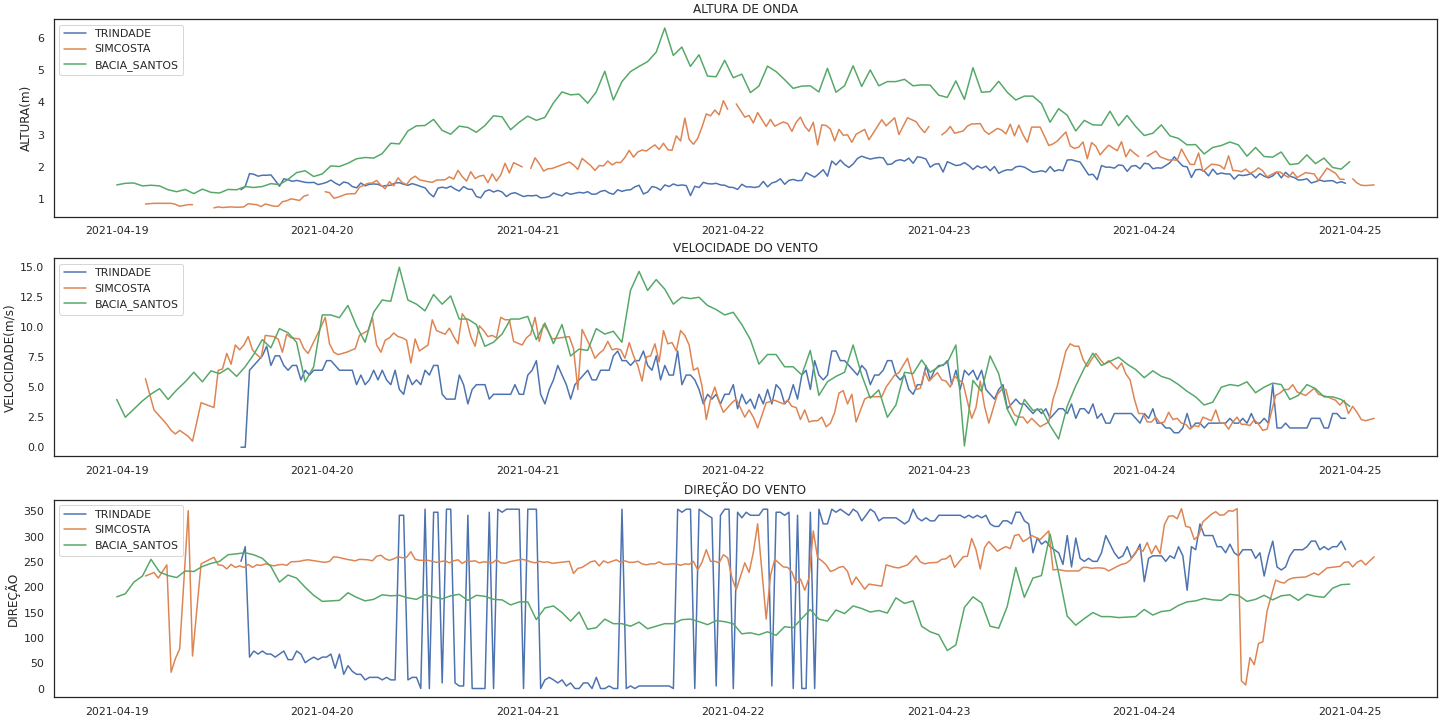 ALTURA DE ONDA
ALTURA(m)
6
5
4
3
2
1
TRINDADE
SIMCOSTA
BACIA_SANTOS
2021-04-19 2021-04-20 2021-04-21 2021-04-22 2021-04-23 2021-04-24 2021-04-25
VELOCIDADE DO VENTO
VELOCIDADE(m/s)
15.0
12.5
10.0
7.5
5.0
2.5
0.0
TRINDADE
SIMCOSTA
BACIA_SANTOS
2021-04-19 2021-04-20 2021-04-21 2021-04-22 2021-04-23 2021-04-24 2021-04-25
DIREÇÃO DO VENTO
DIREÇÃO
350
300
250
200
150
100
50
0
TRINDADE
SIMCOSTA
BACIA_SANTOS
2021-04-19 2021-04-20 2021-04-21 2021-04-22 2021-04-23 2021-04-24 2021-04-25